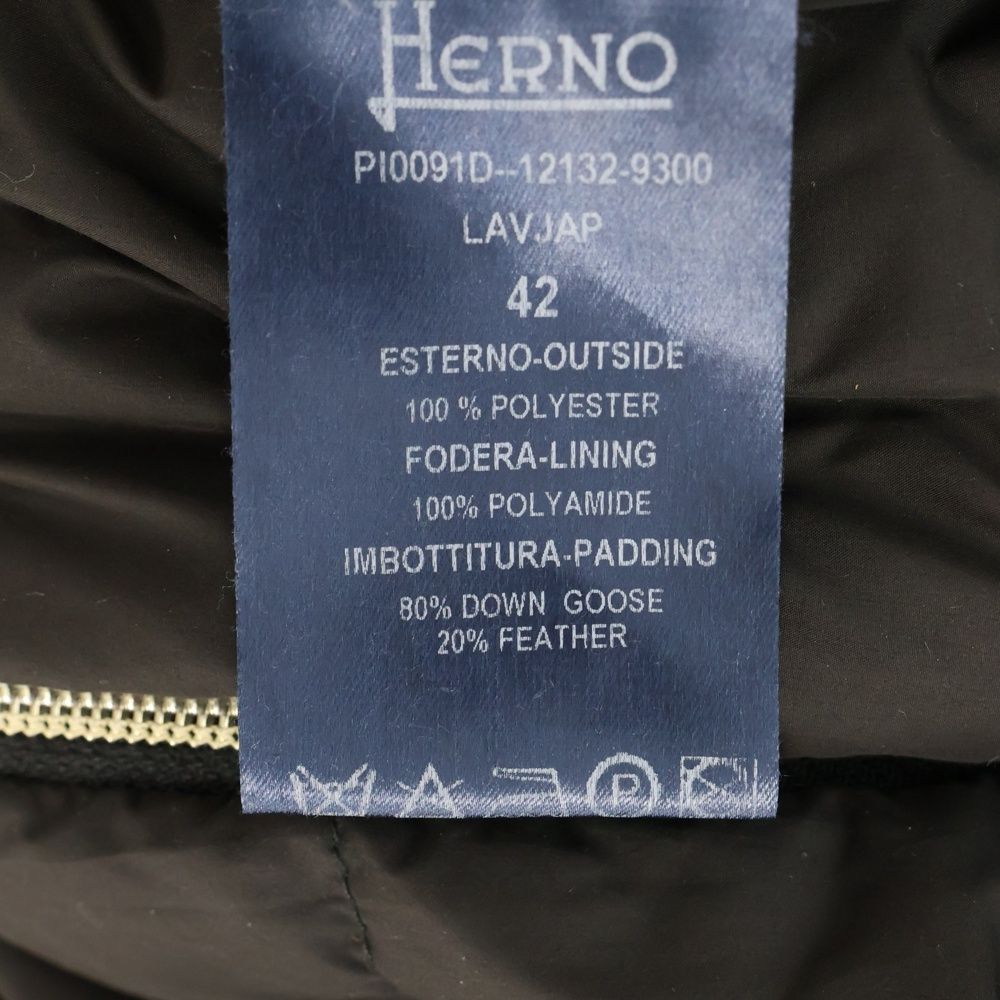 HERNO
PI0091D--12132-9300
LAVJAP
42
ESTERNO-OUTSIDE
100 % POLYESTER
FODERA-LINING
100% POLYAMIDE
IMBOTTITURA-PADDING
80% DOWN GOOSE
20% FEATHER
P